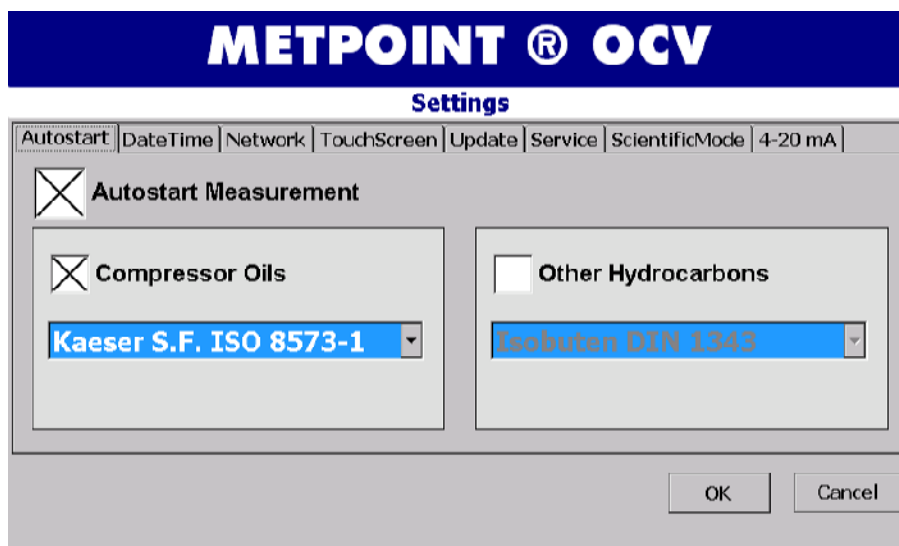 METPOINT ® OCV
Settings
Autostart DateTime Network TouchScreen Update Service ScientificMode 4-20 mA
Autostart Measurement
Compressor Oils
Other Hydrocarbons
Kaeser S.F. ISO 8573-1
Isobuten DIN 1343
OK Cancel